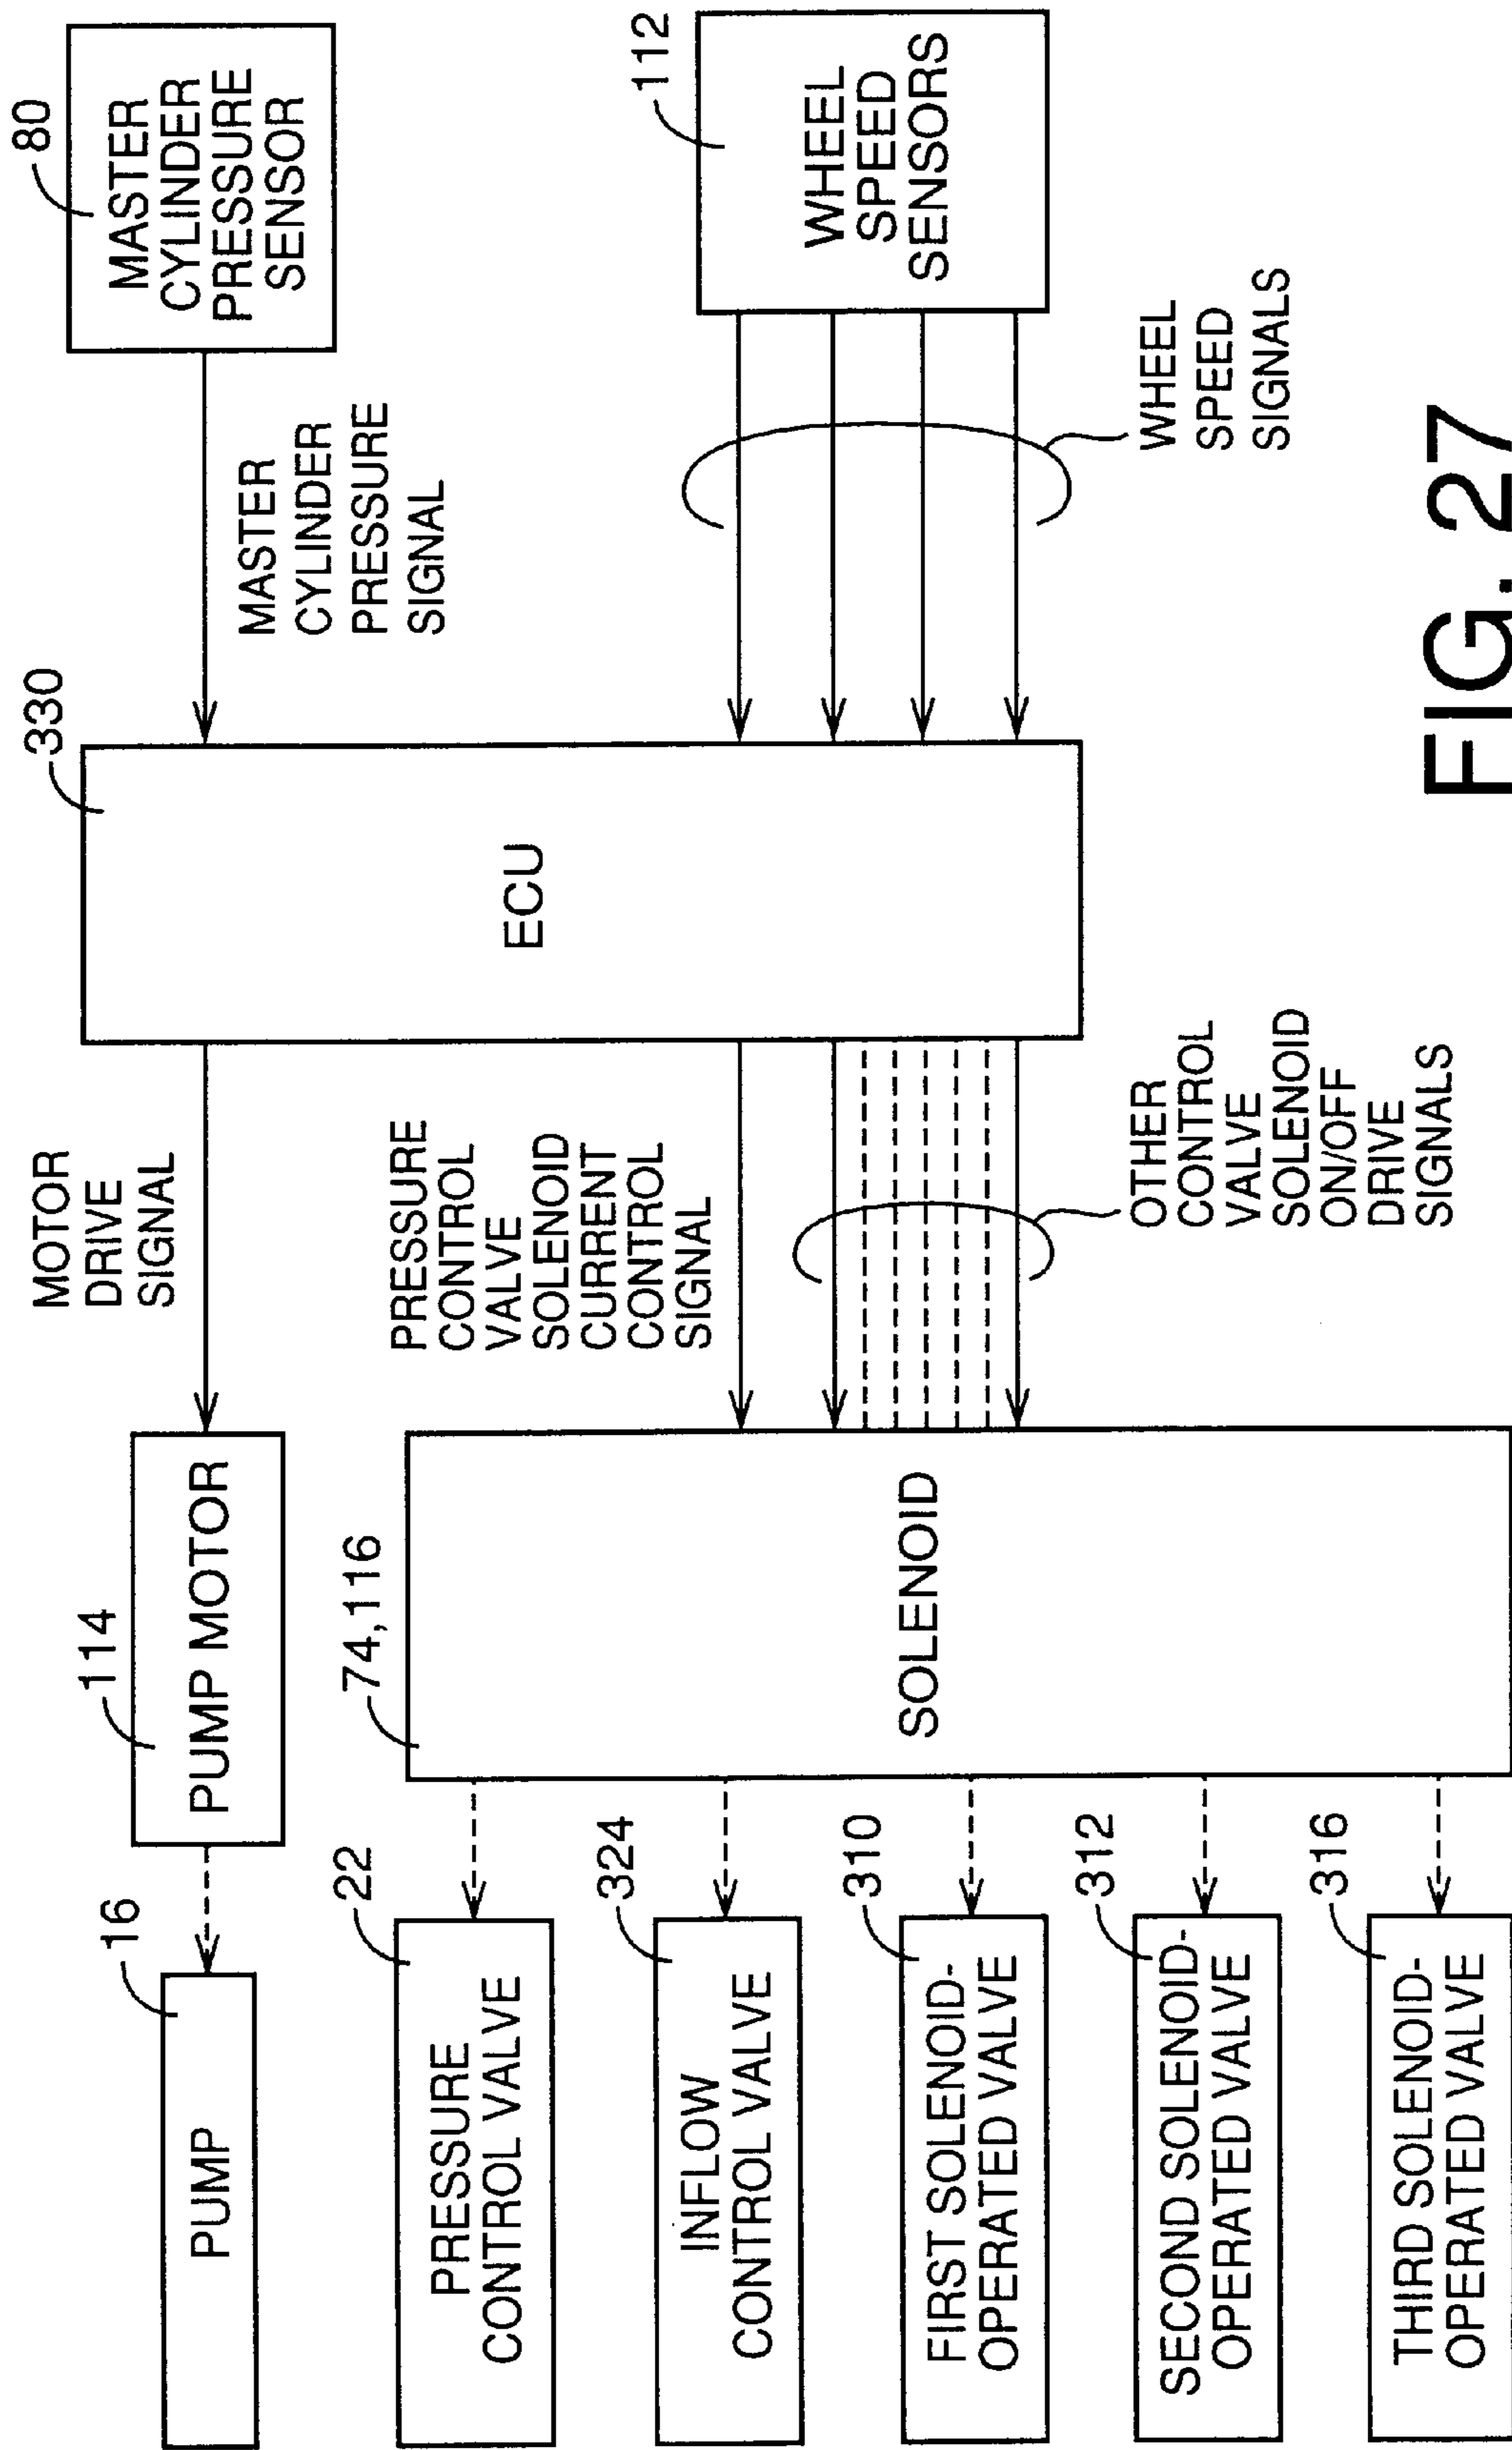 80
MASTER
CYLINDER
PRESSURE
SENSOR
112
WHEEL
SPEED
SENSORS
MASTER
CYLINDER
PRESSURE
SIGNAL
WHEEL
SPEED
SIGNALS
330
ECU
MOTOR
DRIVE
SIGNAL
PRESSURE
CONTROL
VALVE
SOLENOID
CURRENT
CONTROL
SIGNAL
OTHER
CONTROL
VALVE
SOLENOID
ON/OFF
DRIVE
SIGNALS
114
PUMP MOTOR
74,116
SOLENOID
16
PUMP
22
PRESSURE
CONTROL VALVE
324
INFLOW
CONTROL VALVE
310
FIRST SOLENOID-
OPERATED VALVE
312
SECOND SOLENOID-
OPERATED VALVE
316
THIRD SOLENOID-
OPERATED VALVE
FIG. 27